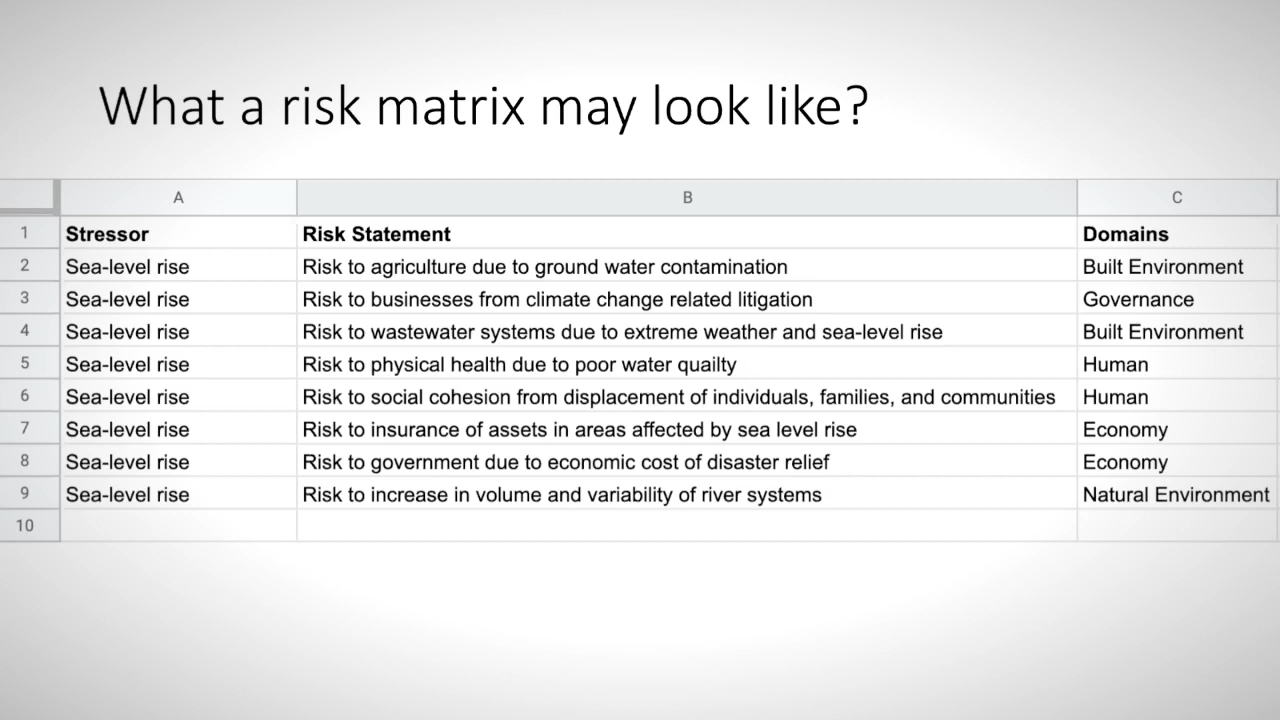 What a risk matrix may look like?
A B C
1 Stressor Risk Statement Domains
2 Sea-level rise Risk to agriculture due to ground water contamination Built Environment
3 Sea-level rise Risk to businesses from climate change related litigation Governance
4 Sea-level rise Risk to wastewater systems due to extreme weather and sea-level rise Built Environment
5 Sea-level rise Risk to physical health due to poor water quailty Human
6 Sea-level rise Risk to social cohesion from displacement of individuals, families, and communities Human
7 Sea-level rise Risk to insurance of assets in areas affected by sea level rise Economy
8 Sea-level rise Risk to government due to economic cost of disaster relief Economy
9 Sea-level rise Risk to increase in volume and variability of river systems Natural Environment
10